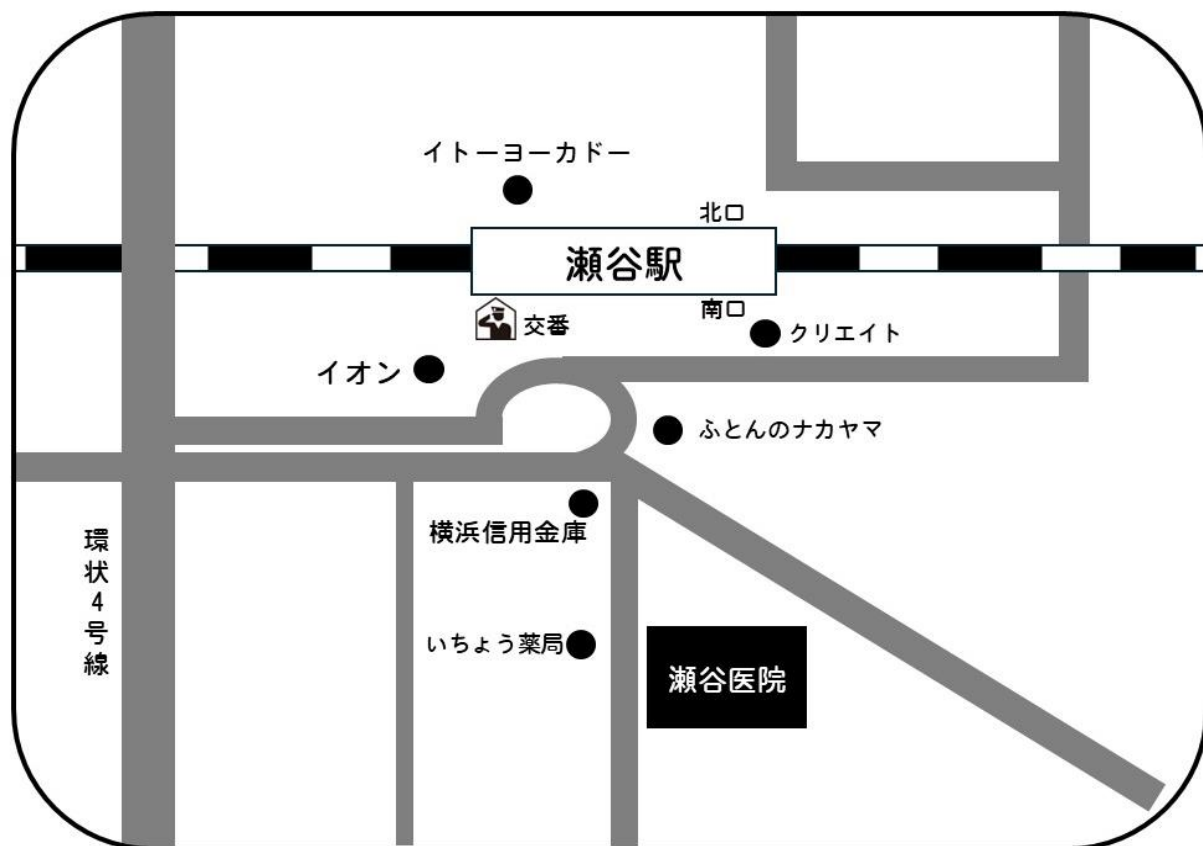 イトーヨーカドー
北口
瀬谷駅
南口
交番
クリエイト
イオン
ふとんのナカヤマ
横浜信用金庫
環状4号線
いちょう薬局
瀬谷医院